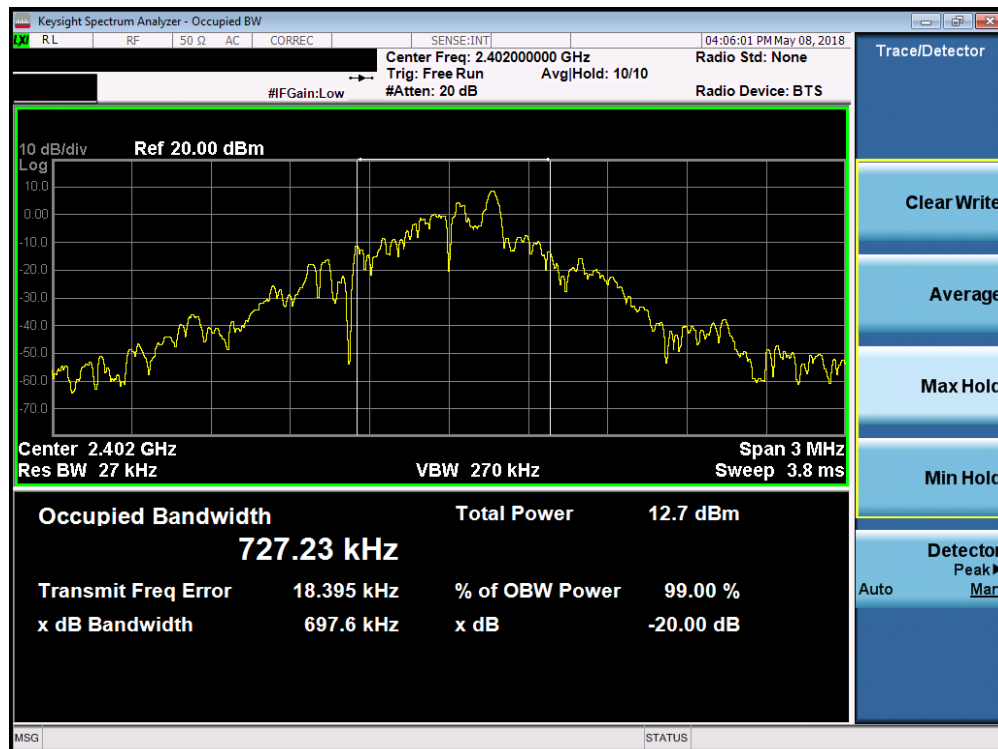 Keysight Spectrum Analyzer - Occupied BW
LXI RL RF 50 Ω AC CORREC SENSE:INT 04:06:01 PM May 08, 2018
Center Freq: 2.402000000 GHz Radio Std: None
Trig: Free Run Avg|Hold: 10/10
#IFGain:Low #Atten: 20 dB Radio Device: BTS
10 dB/div Ref 20.00 dBm
Log
10.0
0.00
-10.0
-20.0
-30.0
-40.0
-50.0
-60.0
-70.0
Center 2.402 GHz Span 3 MHz
Res BW 27 kHz VBW 270 kHz Sweep 3.8 ms
Occupied Bandwidth Total Power 12.7 dBm
727.23 kHz
Transmit Freq Error 18.395 kHz % of OBW Power 99.00 %
x dB Bandwidth 697.6 kHz x dB -20.00 dB
MSG STATUS
Trace/Detector
Clear Write
Average
Max Hold
Min Hold
Detector
Peak▶
Auto Man